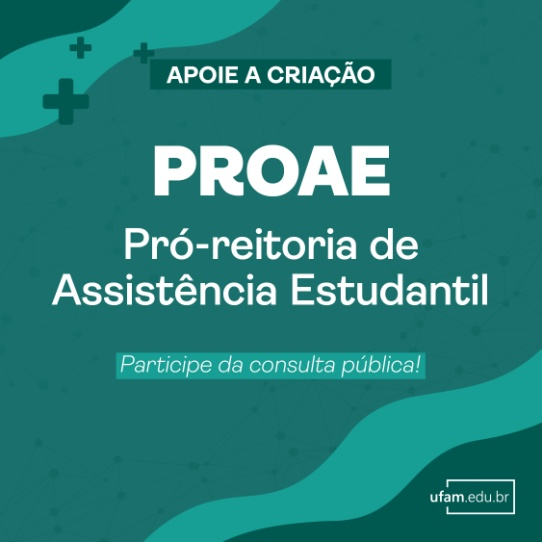 APOIE A CRIAÇÃO
PROAE
Pró-reitoria de
Assistência Estudantil
Participe da consulta pública!
ufam.edu.br